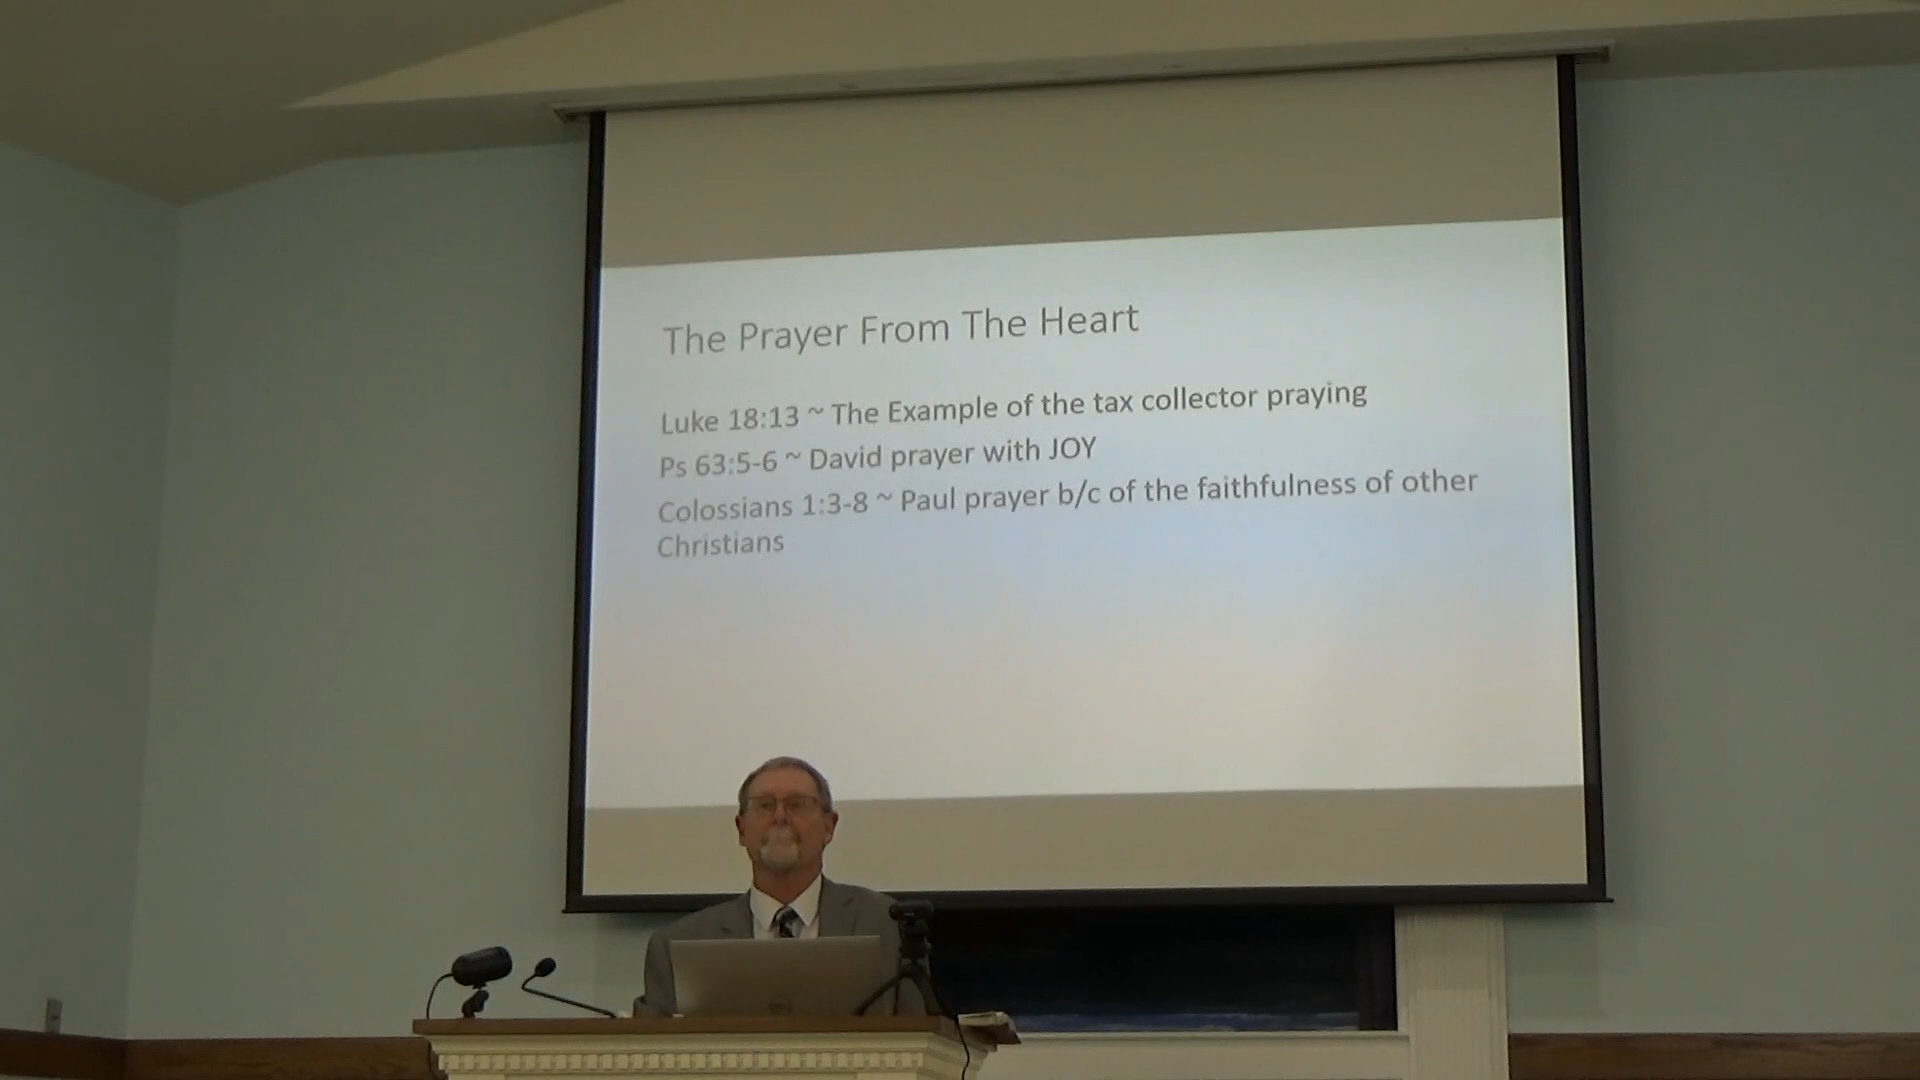 The Prayer From The Heart
Luke 18:13 ~ The Example of the tax collector praying
Ps 63:5-6 ~ David prayer with JOY
Colossians 1:3-8 ~ Paul prayer b/c of the faithfulness of other
Christians